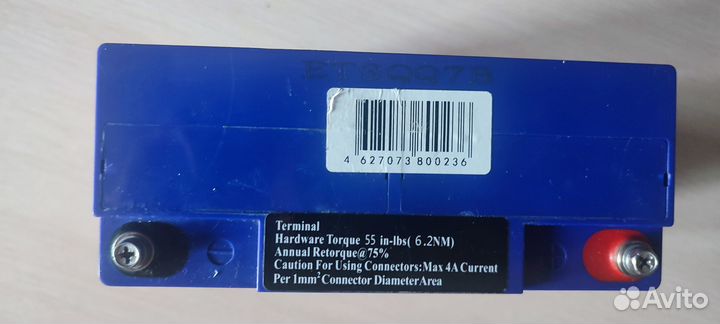 ETSQQ7B
4 627073 800236
Terminal
Hardware Torque 55 in-lbs( 6.2NM)
Annual Retorque@75%
Caution For Using Connectors:Max 4A Current
Per 1mm² Connector DiameterArea
Avito